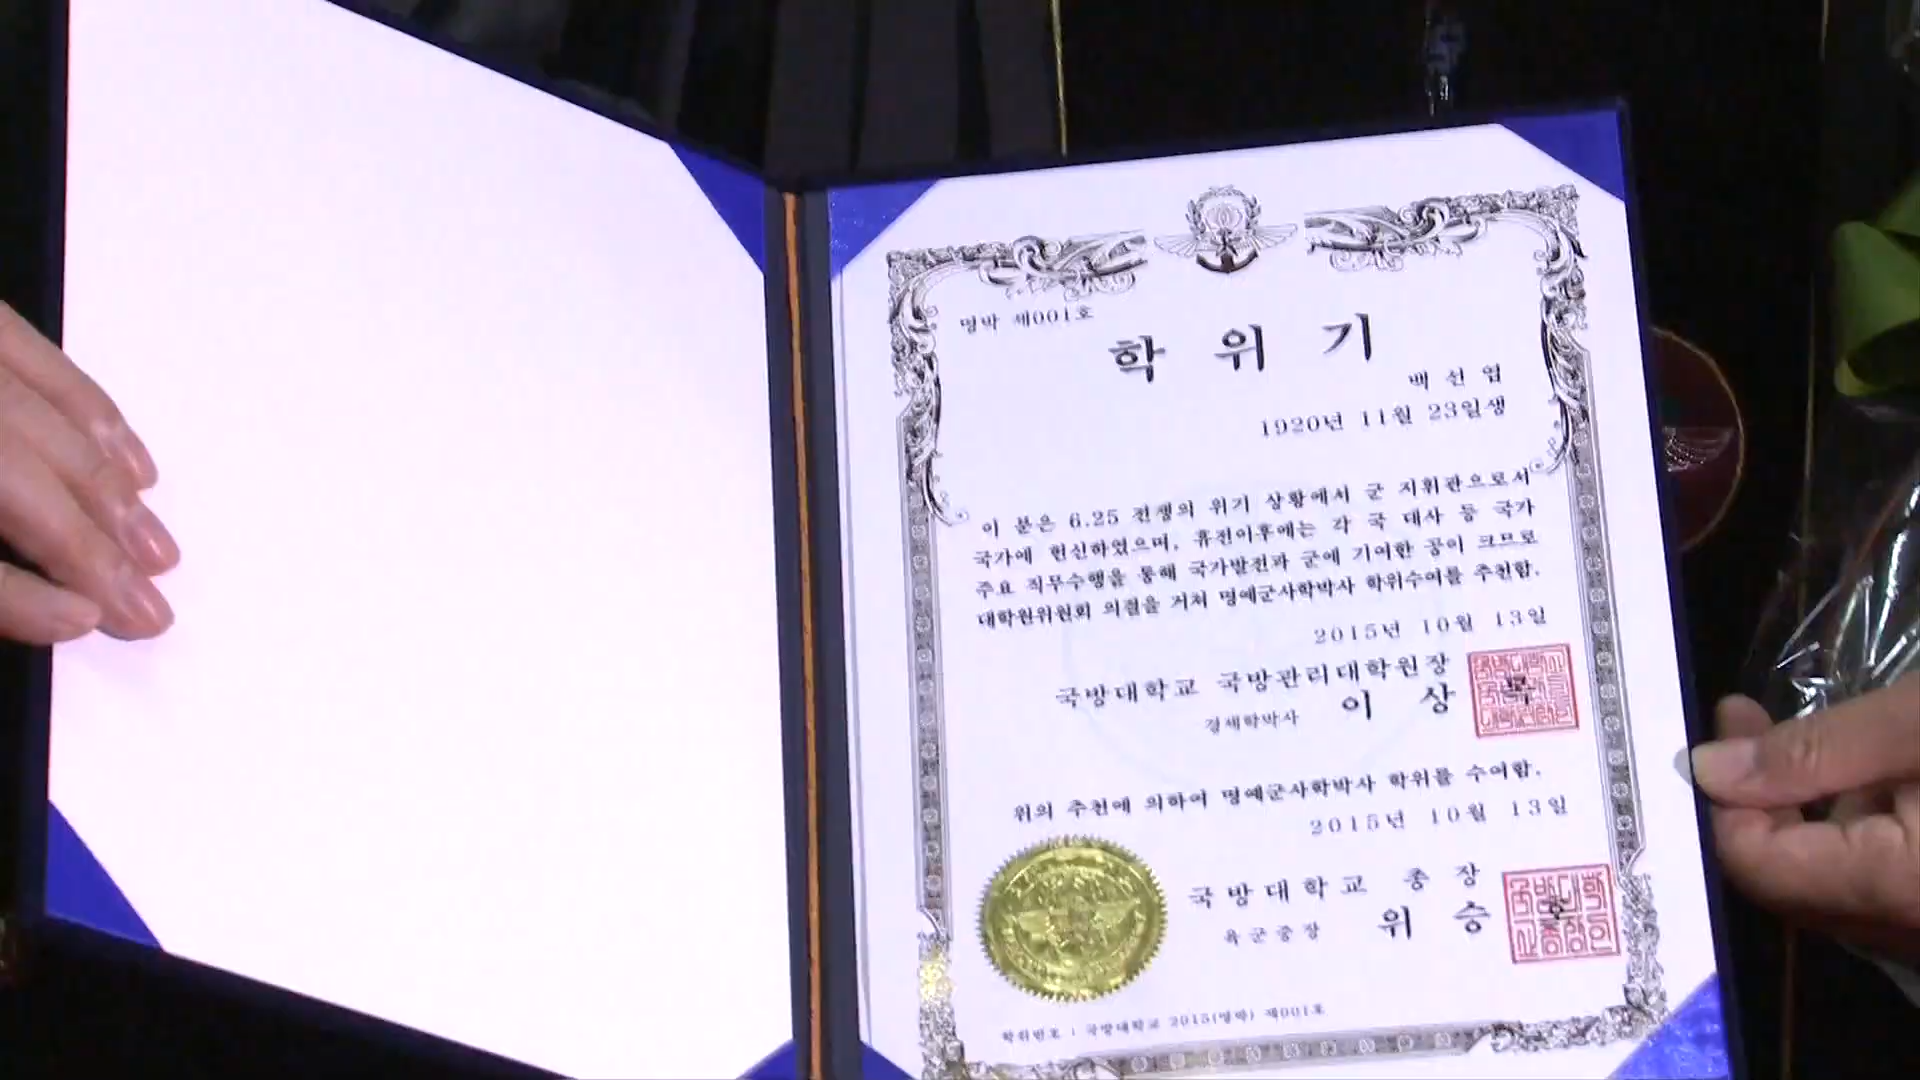 명박 제001호
학 위 기
백 선 엽
1920년 11월 23일생
이 분은 6.25 전쟁의 위기 상황에서 군 지휘관으로서
국가에 헌신하였으며, 휴전이후에는 각 국 대사 등 국가
주요 직무수행을 통해 국가발전과 군에 기여한 공이 크므로
대학원위원회 의결을 거쳐 명예군사학박사 학위수여를 추천함.
2015년 10월 13일
국방대학교 국방관리대학원장
경제학박사 이 상
위의 추천에 의하여 명예군사학박사 학위를 수여함.
2015년 10월 13일
국방대학교 총장
육군중장 위 승 호
학위번호 : 국방대학교 2015(명박) 제001호